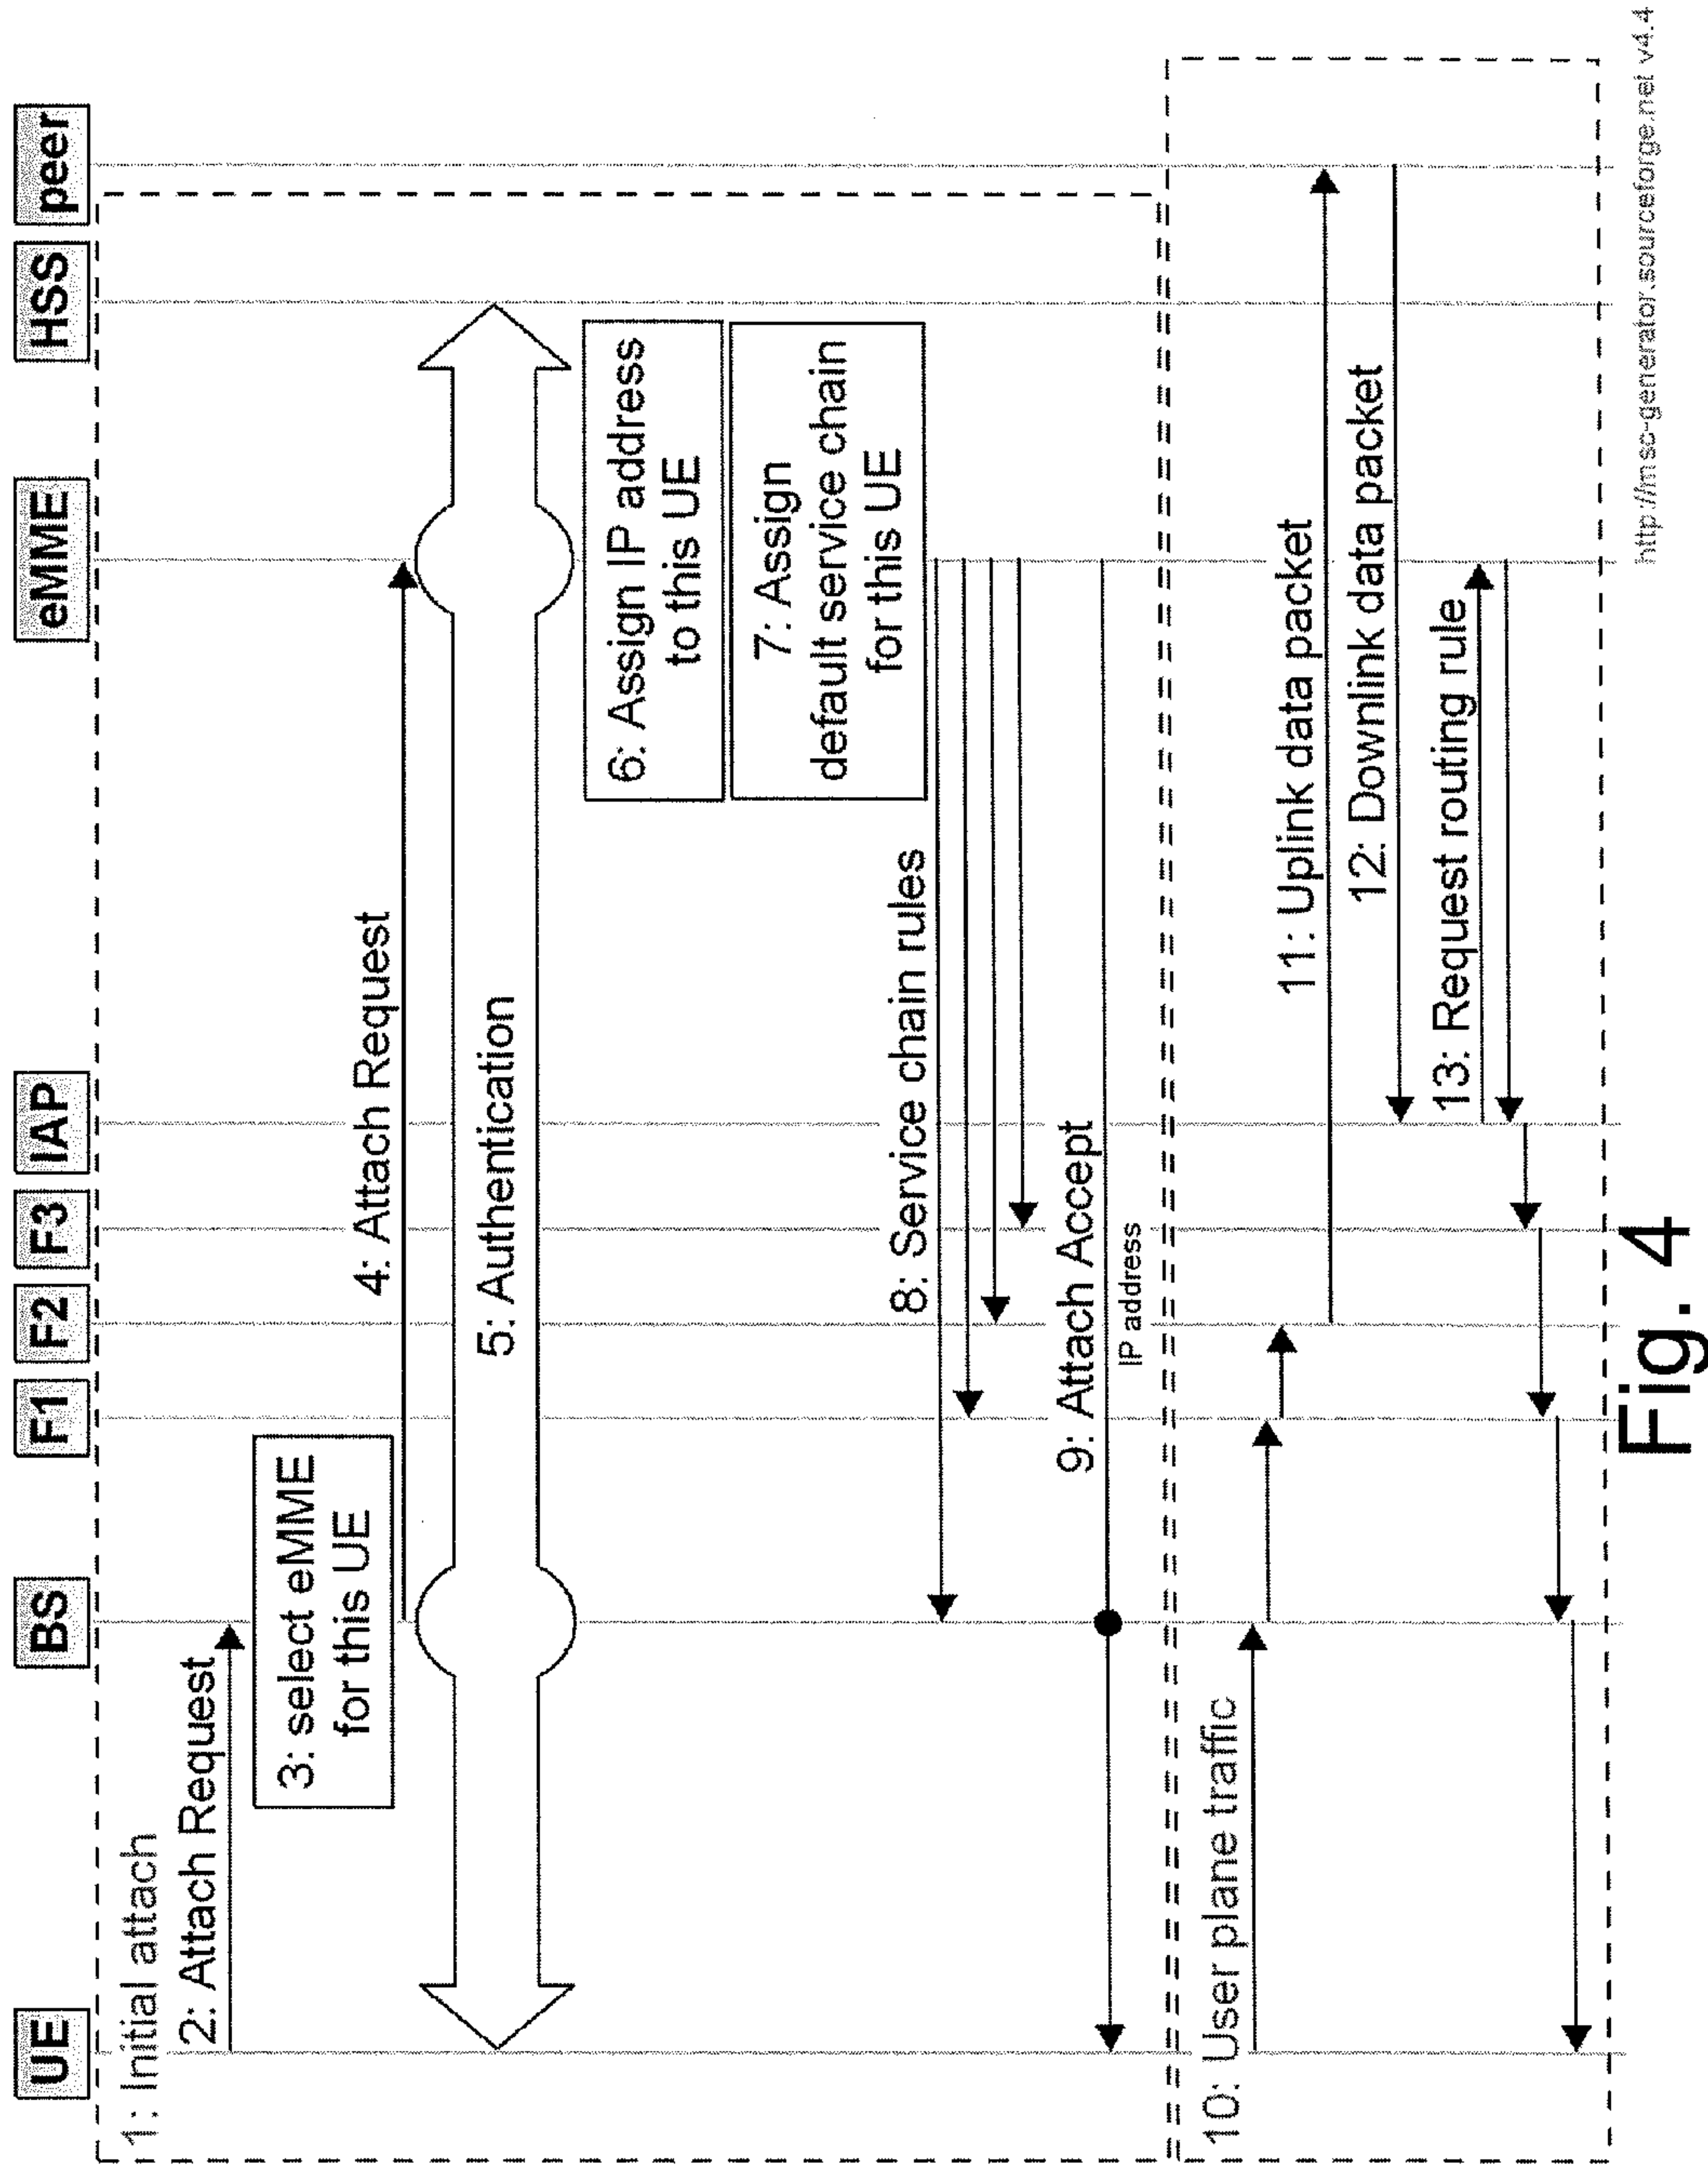 UE BS F1 F2 F3 IAP eMME HSS peer
1: Initial attach
2: Attach Request
3: select eMME
for this UE
4: Attach Request
5: Authentication
6: Assign IP address
to this UE
7: Assign
default service chain
for this UE
8: Service chain rules
9: Attach Accept
IP address
10: User plane traffic
11: Uplink data packet
12: Downlink data packet
13: Request routing rule
http://msc-generator.sourceforge.net v4.4
Fig. 4